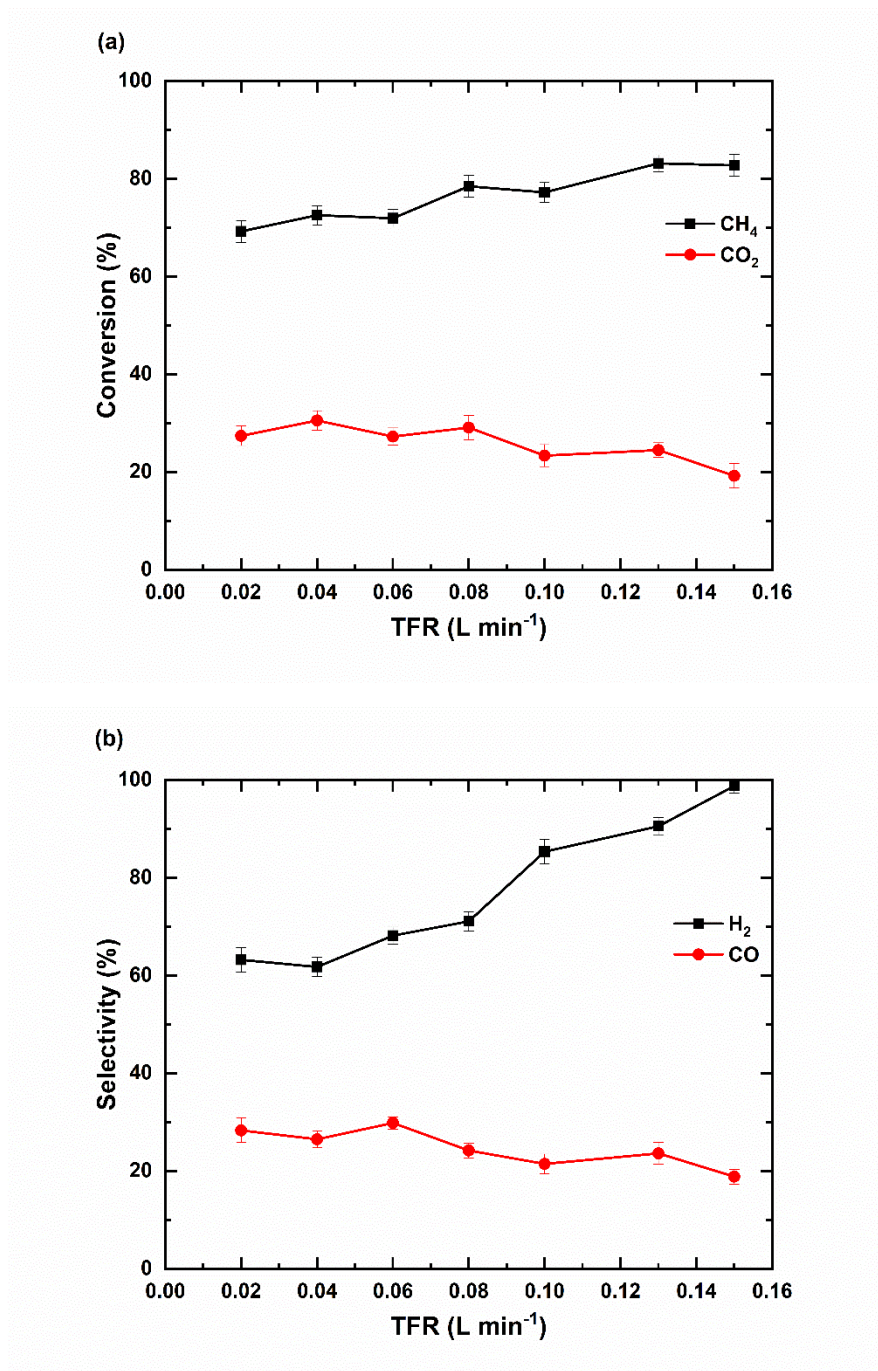 (a)
100
80
60
40
20
0
Conversion (%)
CH₄
CO₂
0.00 0.02 0.04 0.06 0.08 0.10 0.12 0.14 0.16
TFR (L min⁻¹)
(b)
100
80
60
40
20
0
Selectivity (%)
H₂
CO
0.00 0.02 0.04 0.06 0.08 0.10 0.12 0.14 0.16
TFR (L min⁻¹)